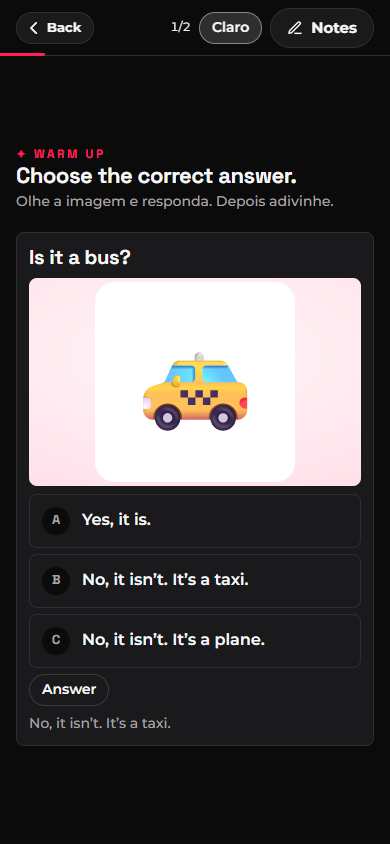 Back
1/2
Claro
Notes
✦ WARM UP
Choose the correct answer.
Olhe a imagem e responda. Depois adivinhe.
Is it a bus?
A Yes, it is.
B No, it isn’t. It’s a taxi.
C No, it isn’t. It’s a plane.
Answer
No, it isn’t. It’s a taxi.